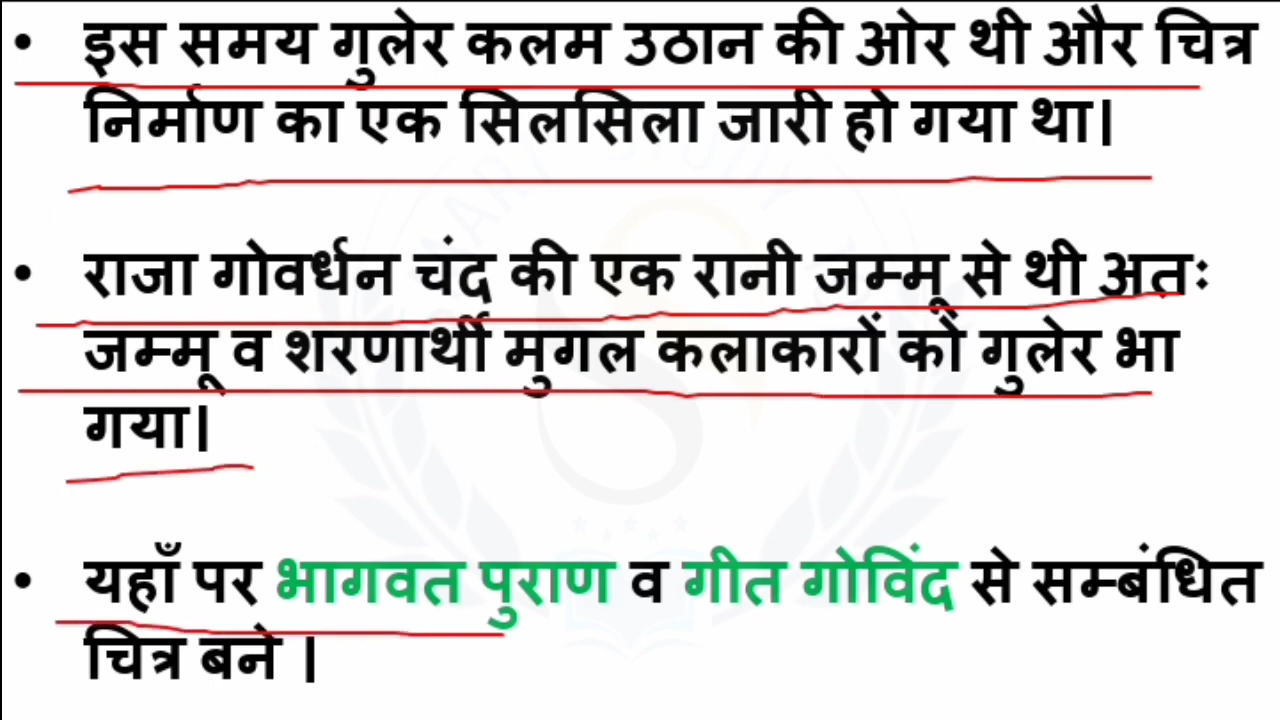 • इस समय गुलेर कलम उठान की ओर थी और चित्र
निर्माण का एक सिलसिला जारी हो गया था।
• राजा गोवर्धन चंद की एक रानी जम्मू से थी अतः
जम्मू व शरणार्थी मुगल कलाकारों को गुलेर भा
गया।
• यहाँ पर भागवत पुराण व गीत गोविंद से सम्बंधित
चित्र बने ।